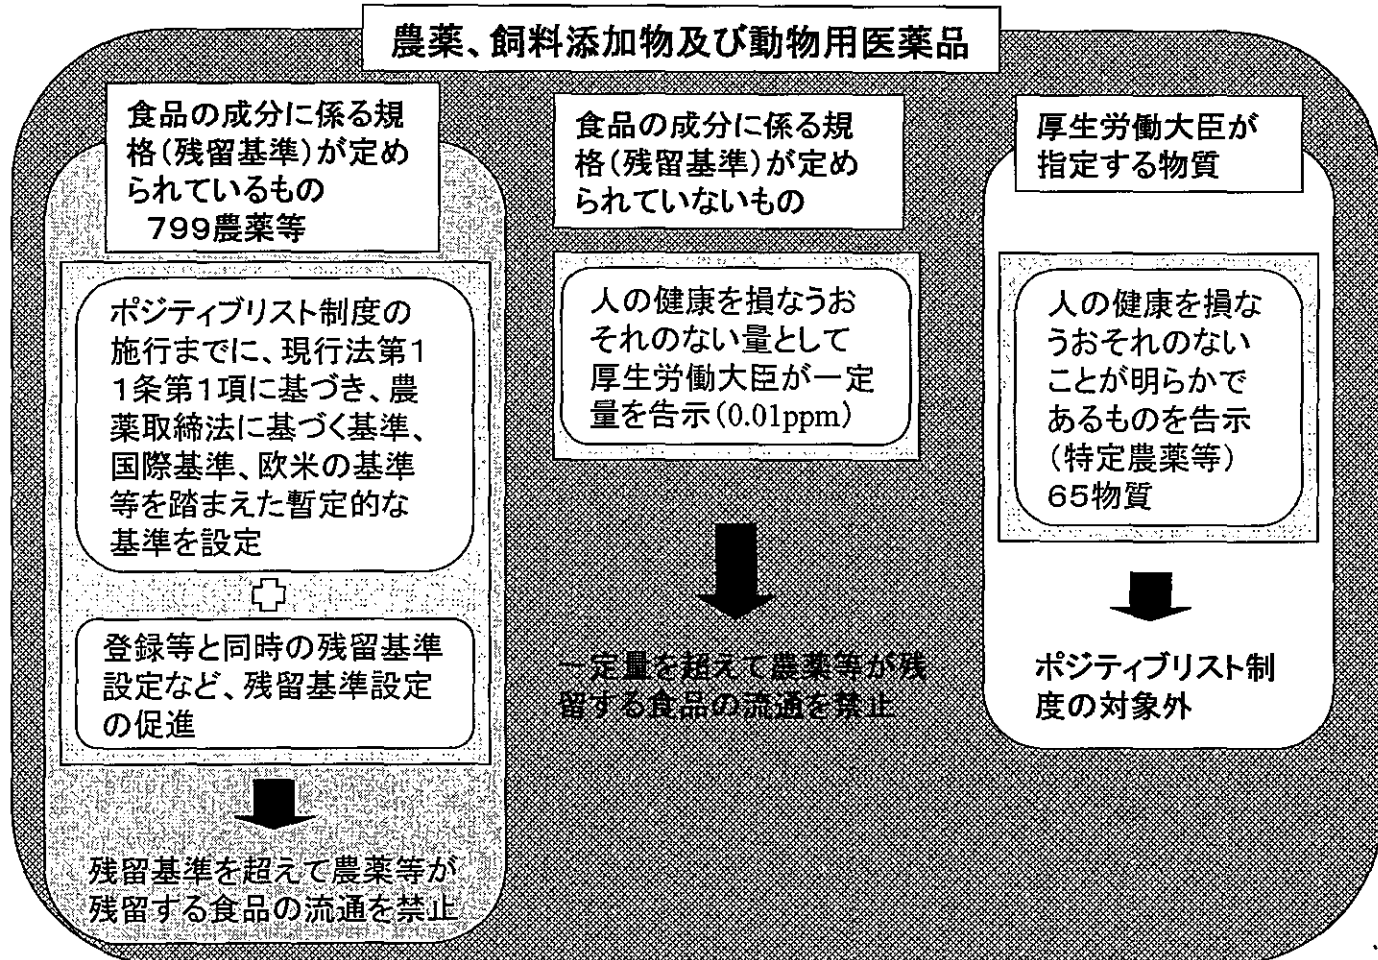 農薬、飼料添加物及び動物用医薬品
食品の成分に係る規
格(残留基準)が定め
られているもの
799農薬等
ポジティブリスト制度の
施行までに、現行法第1
1条第1項に基づき、農
薬取締法に基づく基準、
国際基準、欧米の基準
等を踏まえた暫定的な
基準を設定
登録等と同時の残留基準
設定など、残留基準設定
の促進
残留基準を超えて農薬等が
残留する食品の流通を禁止
食品の成分に係る規
格(残留基準)が定め
られていないもの
人の健康を損なうお
それのない量として
厚生労働大臣が一定
量を告示(0.01ppm)
一定量を超えて農薬等が残
留する食品の流通を禁止
厚生労働大臣が
指定する物質
人の健康を損な
うおそれのない
ことが明らかで
あるものを告示
(特定農薬等)
65物質
ポジティブリスト制
度の対象外